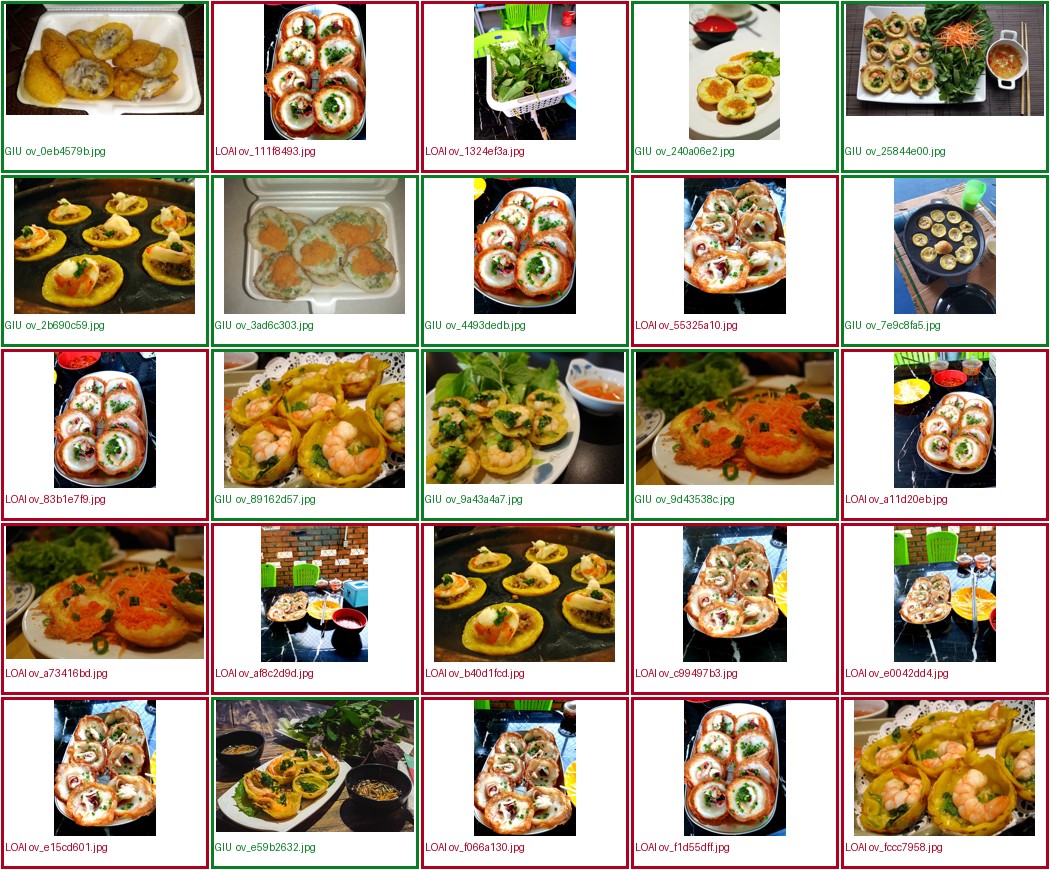 GIU ov_0eb4579b.jpg
LOAI ov_111f8493.jpg
LOAI ov_1324ef3a.jpg
GIU ov_240a06e2.jpg
GIU ov_25844e00.jpg
GIU ov_2b690c59.jpg
GIU ov_3ad6c303.jpg
GIU ov_4493dedb.jpg
LOAI ov_55325a10.jpg
GIU ov_7e9c8fa5.jpg
LOAI ov_83b1e7f9.jpg
GIU ov_89162d57.jpg
GIU ov_9a43a4a7.jpg
GIU ov_9d43538c.jpg
LOAI ov_a11d20eb.jpg
LOAI ov_a73416bd.jpg
LOAI ov_af8c2d9d.jpg
LOAI ov_b40d1fcd.jpg
LOAI ov_c99497b3.jpg
LOAI ov_e0042dd4.jpg
LOAI ov_e15cd601.jpg
GIU ov_e59b2632.jpg
LOAI ov_f066a130.jpg
LOAI ov_f1d55dff.jpg
LOAI ov_fccc7958.jpg